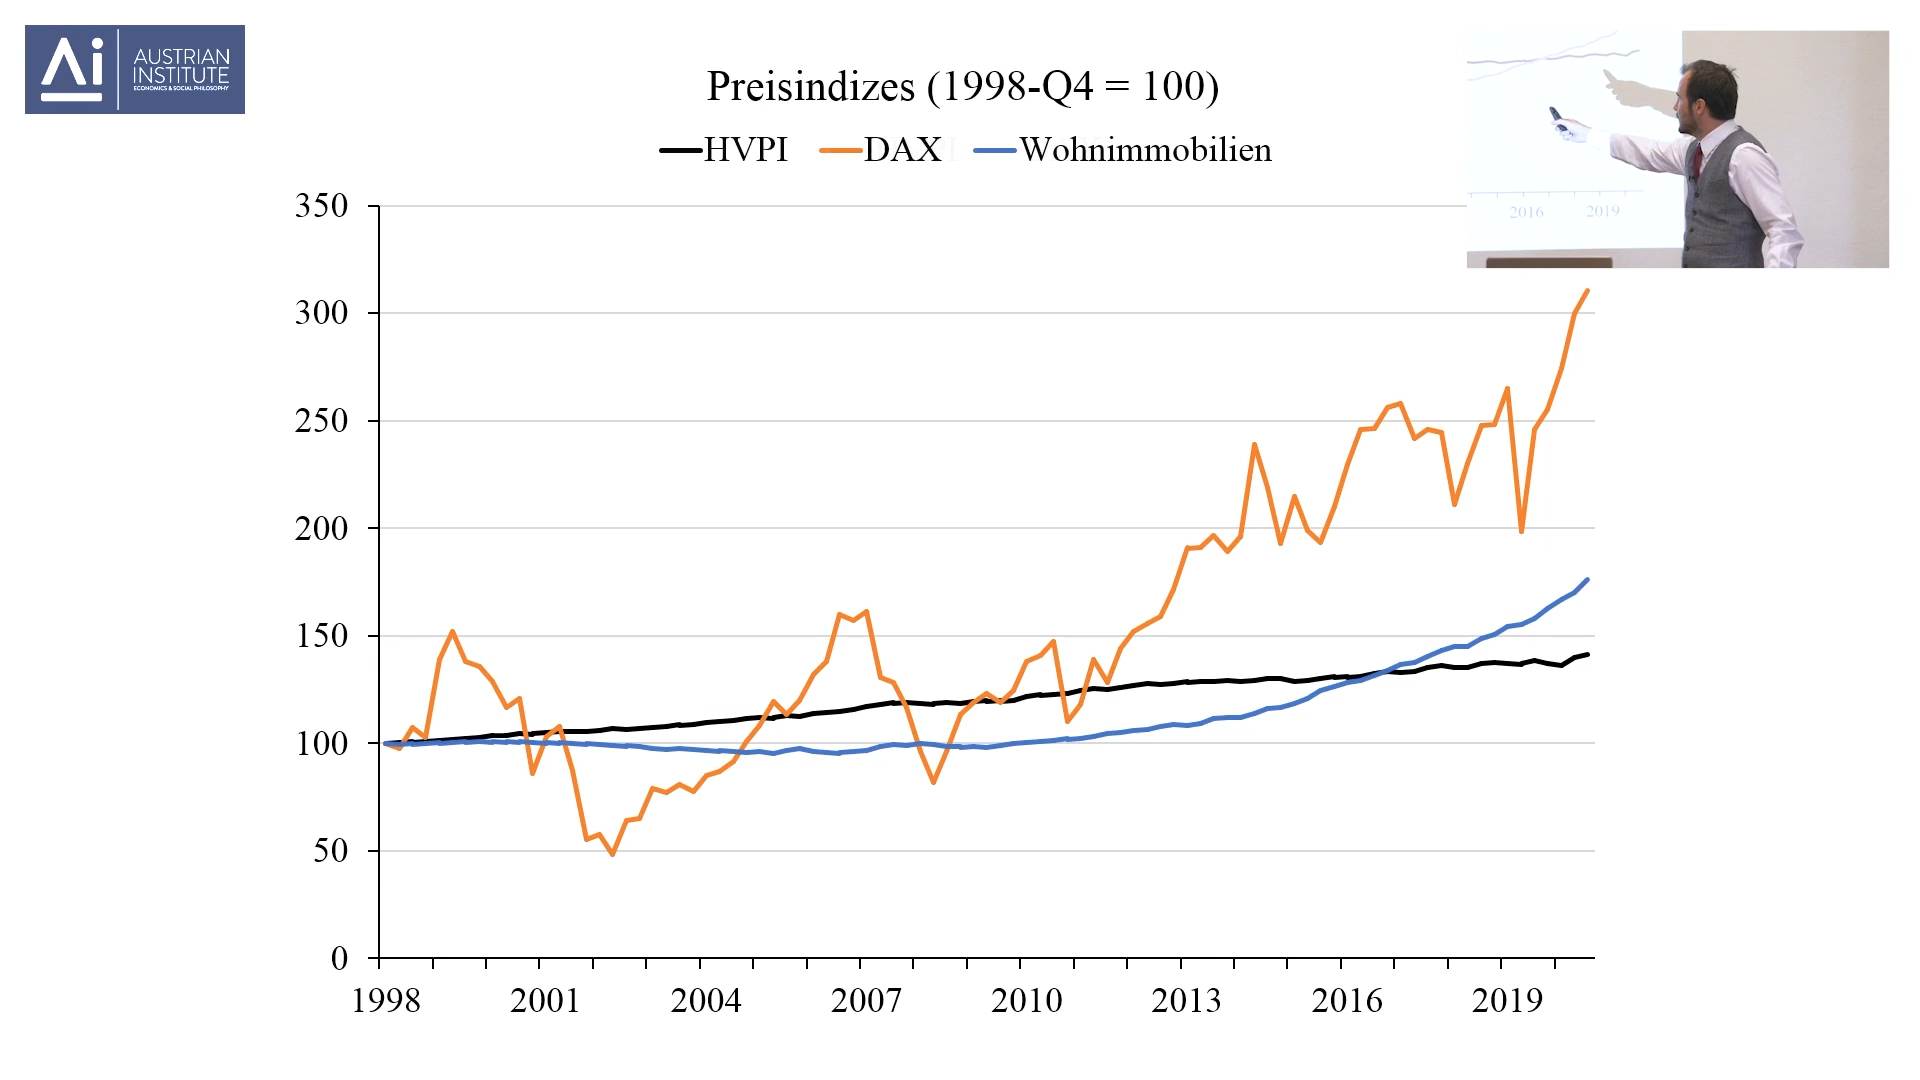 Ai
AUSTRIAN
INSTITUTE
ECONOMICS & SOCIAL PHILOSOPHY
Preisindizes (1998-Q4 = 100)
HVPI DAX Wohnimmobilien
350
300
250
200
150
100
50
0
1998 2001 2004 2007 2010 2013 2016 2019
2016 2019